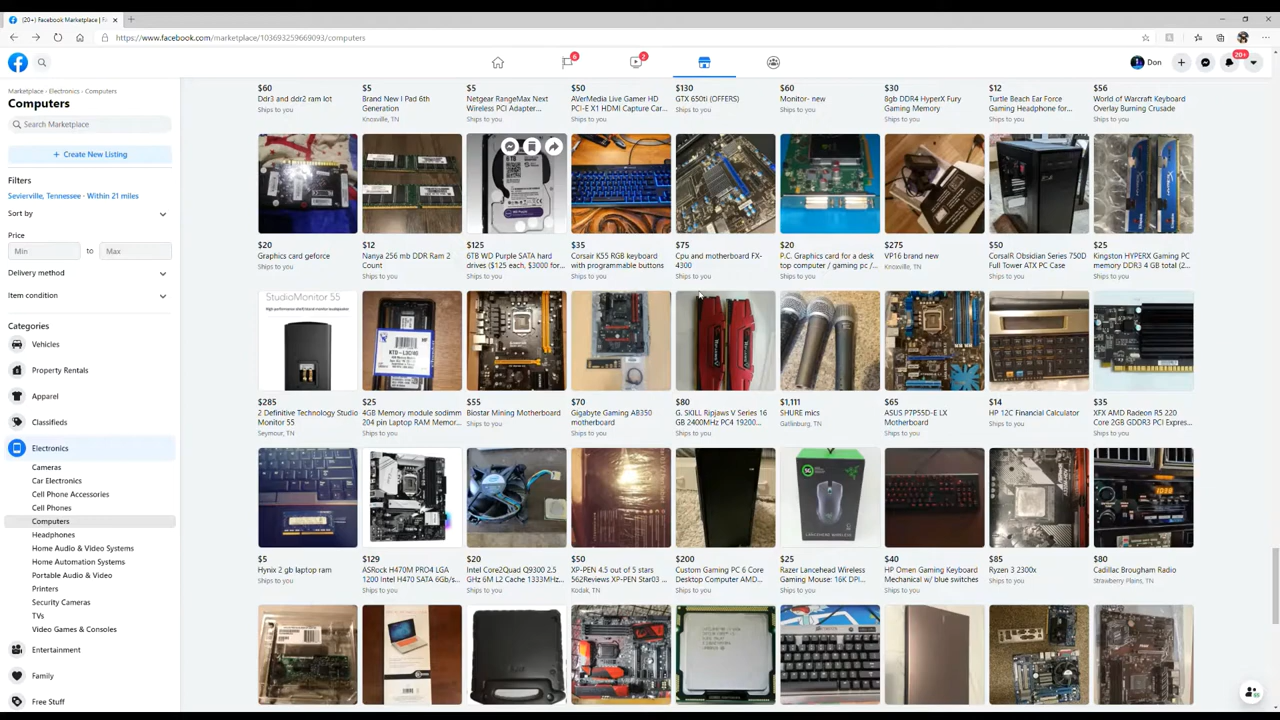 (20+) Facebook Marketplace | F
https://www.facebook.com/marketplace/103693259669093/computers
6
2
Don
20+
Marketplace · Electronics · Computers
Computers
Search Marketplace
+ Create New Listing
Filters
Sevierville, Tennessee · Within 21 miles
Sort by
Price
Min
to
Max
Delivery method
Item condition
Categories
Vehicles
Property Rentals
Apparel
Classifieds
Electronics
Cameras
Car Electronics
Cell Phone Accessories
Cell Phones
Computers
Headphones
Home Audio & Video Systems
Home Automation Systems
Portable Audio & Video
Printers
Security Cameras
TVs
Video Games & Consoles
Entertainment
Family
Free Stuff
$60
Ddr3 and ddr2 ram lot
Ships to you
$5
Brand New I Pad 6th
Generation
Knoxville, TN
$5
Netgear RangeMax Next
Wireless PCI Adapter...
Ships to you
$50
AVerMedia Live Gamer HD
PCI-E X1 HDMI Capture Car...
Ships to you
$130
GTX 650ti (OFFERS)
Ships to you
$60
Monitor- new
Ships to you
$30
8gb DDR4 HyperX Fury
Gaming Memory
Ships to you
$12
Turtle Beach Ear Force
Gaming Headphone for...
Ships to you
$56
World of Warcraft Keyboard
Overlay Burning Crusade
Ships to you
$20
Graphics card geforce
Ships to you
$12
Nanya 256 mb DDR Ram 2
Count
Ships to you
6TB
$125
6TB WD Purple SATA hard
drives ($125 each, $3000 for...
Ships to you
$35
Corsair K55 RGB keyboard
with programmable buttons
Ships to you
$75
Cpu and motherboard FX-
4300
Ships to you
$20
P.C. Graphics card for a desk
top computer / gaming pc /...
Ships to you
$275
VP16 brand new
Knoxville, TN
$50
CorsaIR Obsidian Series 750D
Full Tower ATX PC Case
Ships to you
$25
Kingston HYPERX Gaming PC
memory DDR3 4 GB total (2...
Ships to you
StudioMonitor 55
High performance shelf/stand monitor loudspeaker
$285
2 Definitive Technology Studio
Monitor 55
Seymour, TN
KTD-L3C/4G
$25
4GB Memory module sodimm
204 pin Laptop RAM Memor...
Ships to you
$55
Biostar Mining Motherboard
Ships to you
$70
Gigabyte Gaming AB350
motherboard
Ships to you
$80
G. SKILL Ripjaws V Series 16
GB 2400MHz PC4 19200...
Ships to you
$1,111
SHURE mics
Gatlinburg, TN
$65
ASUS P7P55D-E LX
Motherboard
Ships to you
$14
HP 12C Financial Calculator
Ships to you
$35
XFX AMD Radeon R5 220
Core 2GB GDDR3 PCI Expres...
Ships to you
$5
Hynix 2 gb laptop ram
Ships to you
$129
ASRock H470M PRO4 LGA
1200 Intel H470 SATA 6Gb/s...
Ships to you
$20
Intel Core2Quad Q9300 2.5
GHz 6M L2 Cache 1333MHz...
Ships to you
$50
XP-PEN 4.5 out of 5 stars
562Reviews XP-PEN Star03 ...
Kodak, TN
$200
Custom Gaming PC 6 Core
Desktop Computer AMD...
Ships to you
$25
Razer Lancehead Wireless
Gaming Mouse: 16K DPI...
Ships to you
$40
HP Omen Gaming Keyboard
Mechanical w/ blue switches
Ships to you
$85
Ryzen 3 2300x
Ships to you
$80
Cadillac Brougham Radio
Strawberry Plains, TN